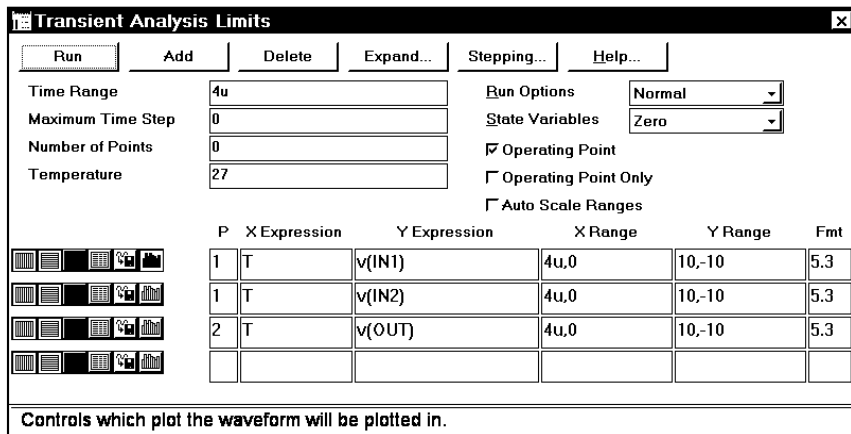 Transient Analysis Limits
Run Add Delete Expand... Stepping... Help...
Time Range 4u Run Options Normal
Maximum Time Step 0 State Variables Zero
Number of Points 0 Operating Point
Temperature 27 Operating Point Only
Auto Scale Ranges
P X Expression Y Expression X Range Y Range Fmt
1 T v(IN1) 4u,0 10,-10 5.3
1 T v(IN2) 4u,0 10,-10 5.3
2 T v(OUT) 4u,0 10,-10 5.3
Controls which plot the waveform will be plotted in.